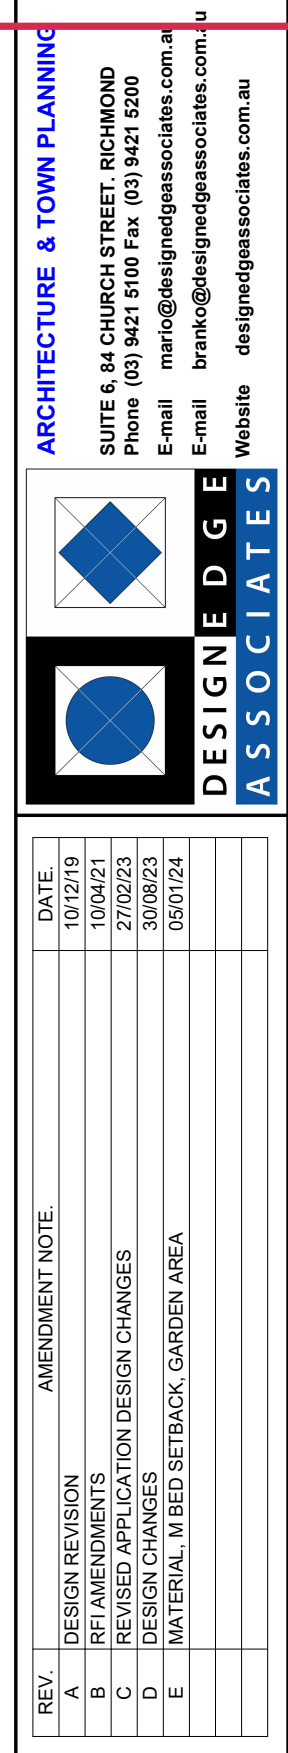 REV. AMENDMENT NOTE. DATE.
A DESIGN REVISION 10/12/19
B RFI AMENDMENTS 10/04/21
C REVISED APPLICATION DESIGN CHANGES 27/02/23
D DESIGN CHANGES 30/08/23
E MATERIAL, M BED SETBACK, GARDEN AREA 05/01/24
DESIGN EDGE
ASSOCIATES
ARCHITECTURE & TOWN PLANNING
SUITE 6, 84 CHURCH STREET. RICHMOND
Phone (03) 9421 5100 Fax (03) 9421 5200
E-mail mario@designedgeassociates.com.au
E-mail branko@designedgeassociates.com.au
Website designedgeassociates.com.au